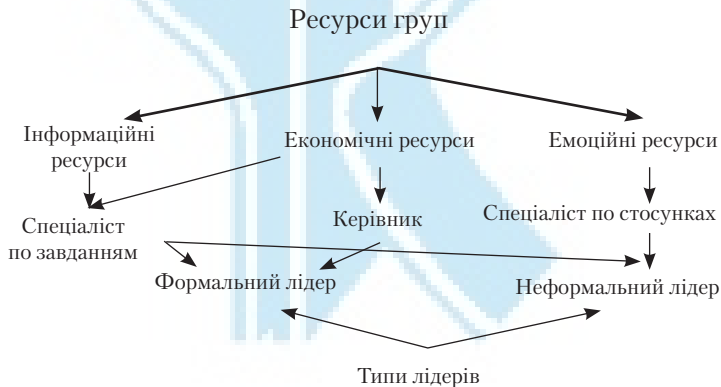 Ресурси груп
Інформаційні
ресурси
Економічні ресурси
Емоційні ресурси
Спеціаліст
по завданням
Керівник
Спеціаліст по стосунках
Формальний лідер
Неформальний лідер
Типи лідерів